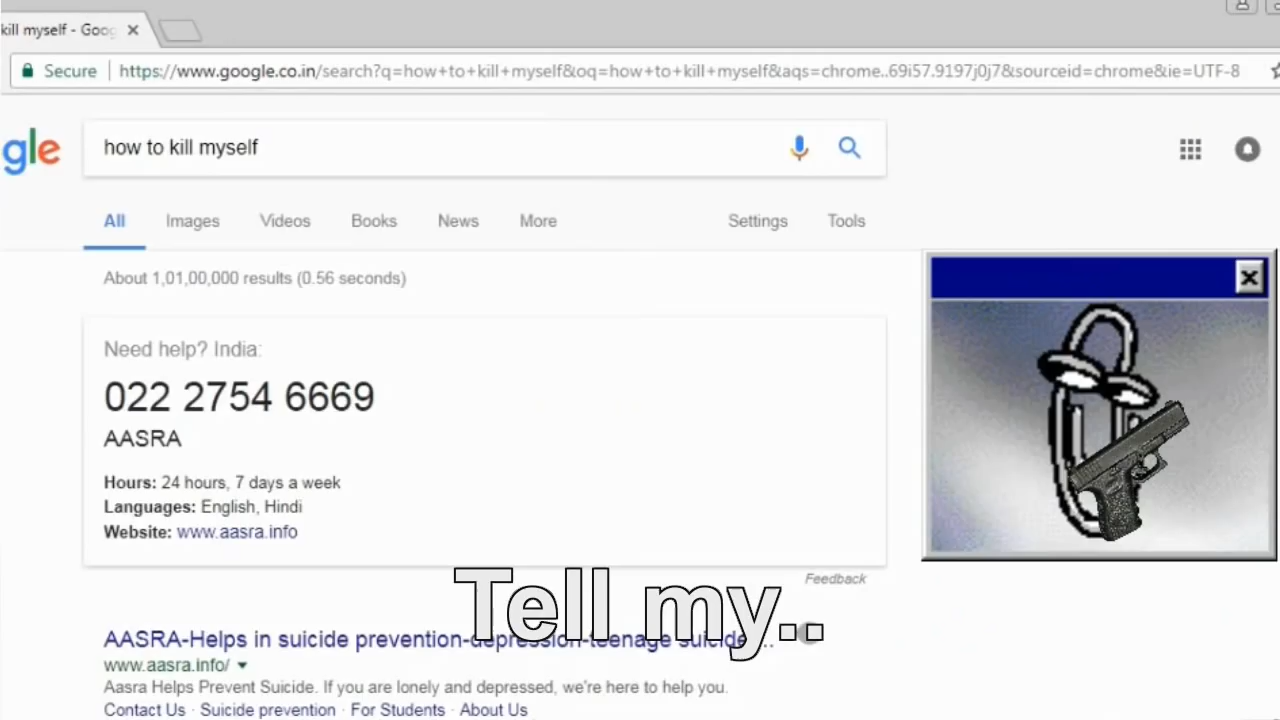 kill myself - Goog
Secure
https://www.google.co.in/search?q=how+to+kill+myself&oq=how+to+kill+myself&aqs=chrome..69i57.9197j0j7&sourceid=chrome&ie=UTF-8
gle
how to kill myself
All Images Videos Books News More Settings Tools
About 1,01,00,000 results (0.56 seconds)
Need help? India:
022 2754 6669
AASRA
Hours: 24 hours, 7 days a week
Languages: English, Hindi
Website: www.aasra.info
Feedback
Tell my..
AASRA-Helps in suicide prevention-depression-teenage suicide ...
www.aasra.info/
Aasra Helps Prevent Suicide. If you are lonely and depressed, we're here to help you.
Contact Us · Suicide prevention · For Students · About Us